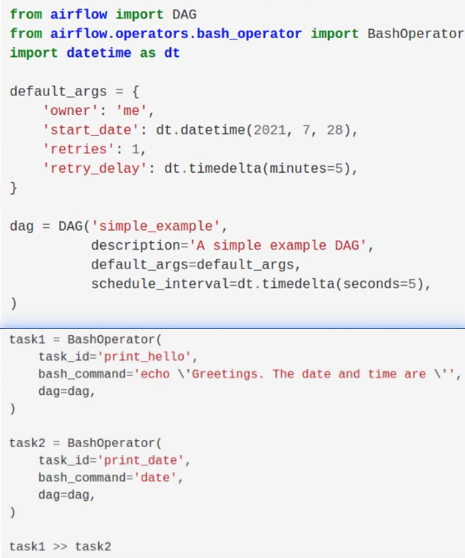 from airflow import DAG
from airflow.operators.bash_operator import BashOperator
import datetime as dt
default_args = {
    'owner': 'me',
    'start_date': dt.datetime(2021, 7, 28),
    'retries': 1,
    'retry_delay': dt.timedelta(minutes=5),
}
dag = DAG('simple_example',
          description='A simple example DAG',
          default_args=default_args,
          schedule_interval=dt.timedelta(seconds=5),
)
task1 = BashOperator(
    task_id='print_hello',
    bash_command='echo \'Greetings. The date and time are \'',
    dag=dag,
)
task2 = BashOperator(
    task_id='print_date',
    bash_command='date',
    dag=dag,
)
task1 >> task2